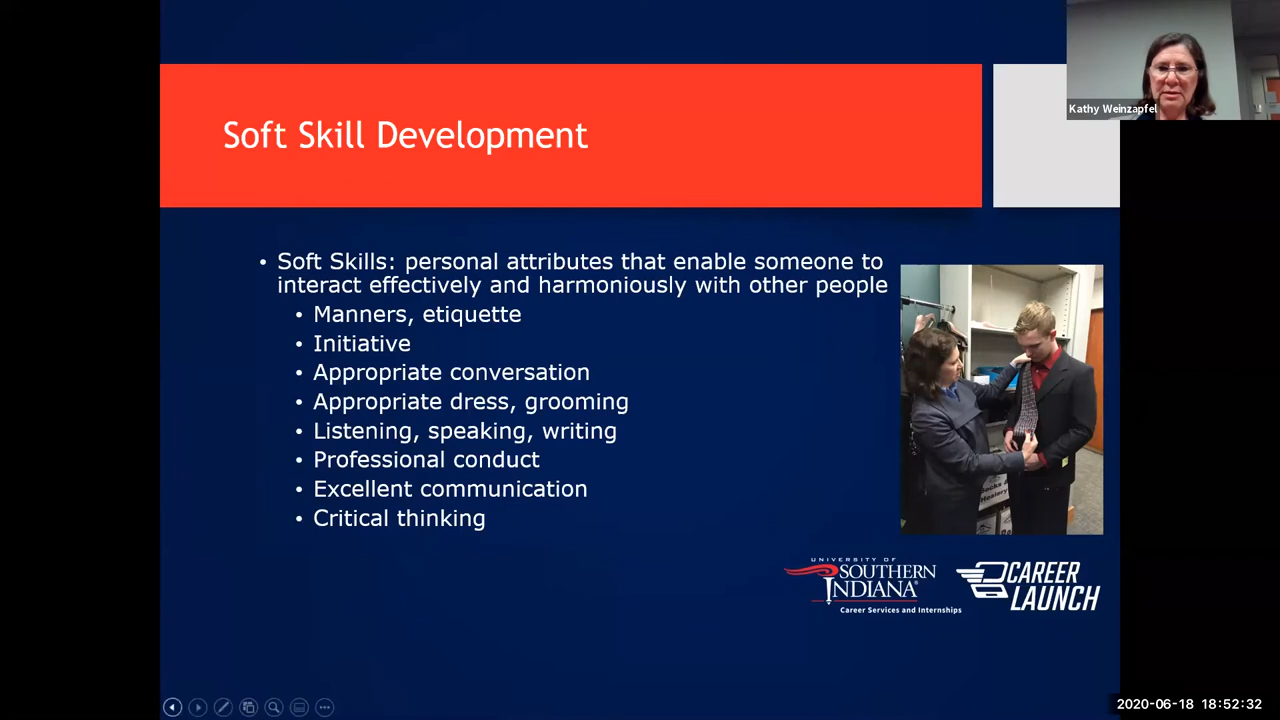 Kathy Weinzapfel
Soft Skill Development
• Soft Skills: personal attributes that enable someone to
interact effectively and harmoniously with other people
• Manners, etiquette
• Initiative
• Appropriate conversation
• Appropriate dress, grooming
• Listening, speaking, writing
• Professional conduct
• Excellent communication
• Critical thinking
Socks &
Hosiery
UNIVERSITY OF
SOUTHERN
INDIANA
Career Services and Internships
CAREER
LAUNCH
2020-06-18 18:52:32